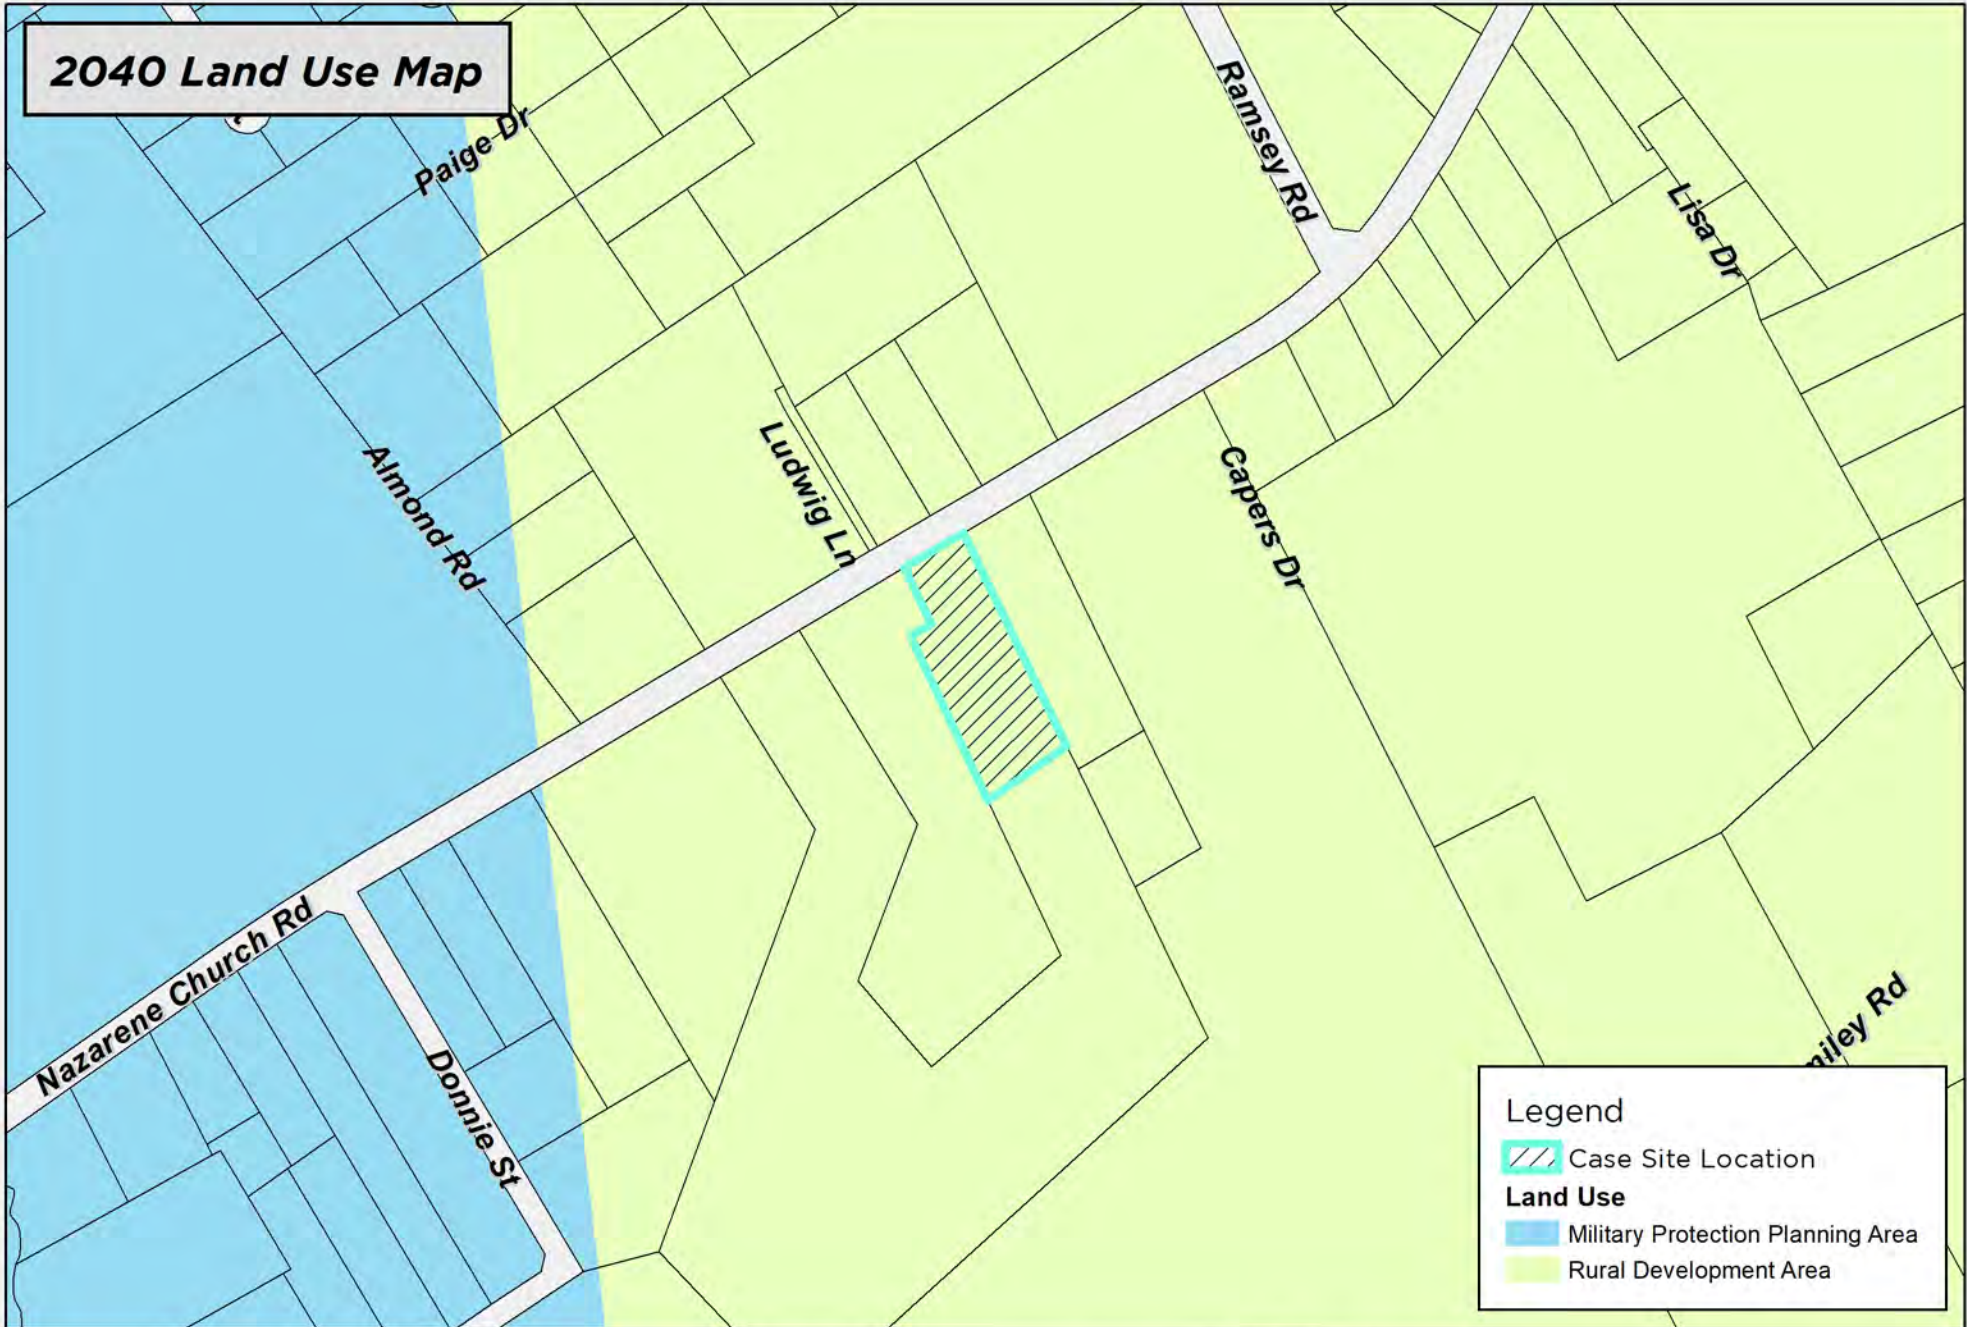 2040 Land Use Map
Paige Dr
Ramsey Rd
Lisa Dr
Almond Rd
Ludwig Ln
Capers Dr
Nazarene Church Rd
Donnie St
Rd
Legend
Case Site Location
Land Use
Military Protection Planning Area
Rural Development Area